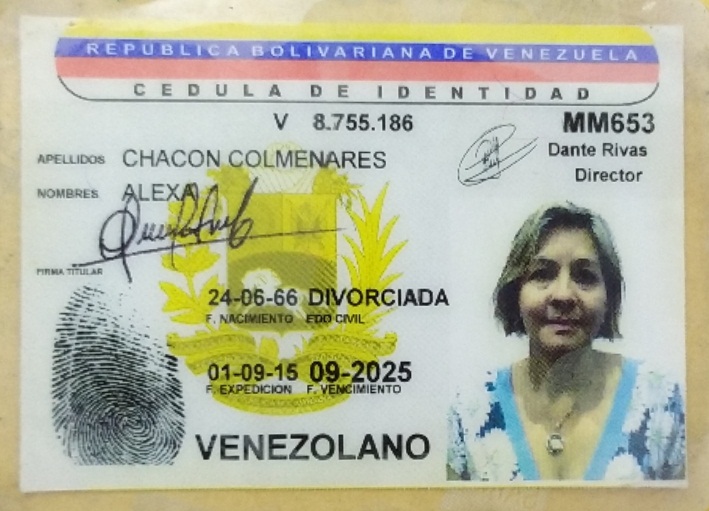 REPUBLICA BOLIVARIANA DE VENEZUELA
CEDULA DE IDENTIDAD
V 8.755.186 MM653
APELLIDOS CHACON COLMENARES Dante Rivas
Director
NOMBRES ALEXA
FIRMA TITULAR
24-06-66 DIVORCIADA
F. NACIMIENTO EDO CIVIL
01-09-15 09-2025
F. EXPEDICION F. VENCIMIENTO
VENEZOLANO